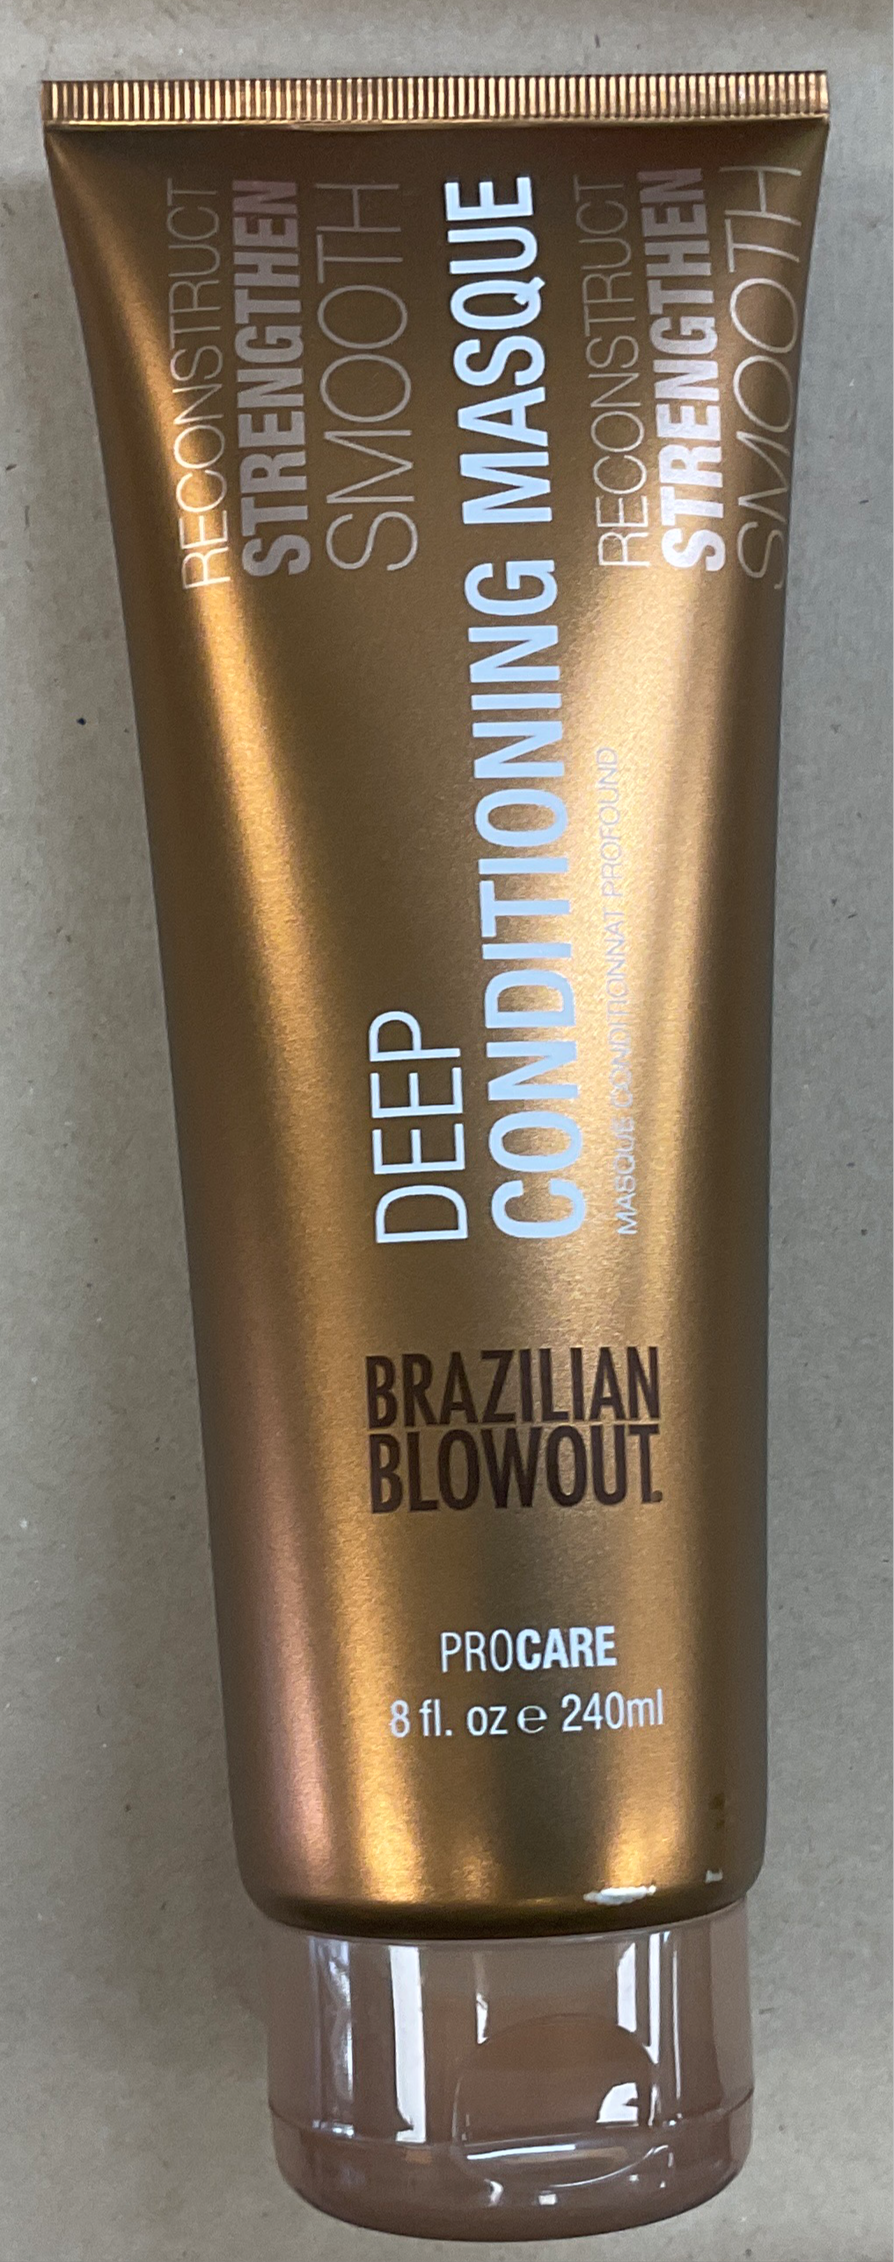 RECONSTRUCT
STRENGTHEN
SMOOTH
DEEP
CONDITIONING MASQUE
MASQUE CONDITIONNAT PROFOUND
RECONSTRUCT
STRENGTHEN
SMOOTH
BRAZILIAN
BLOWOUT.
PROCARE
8 fl. oz e 240ml